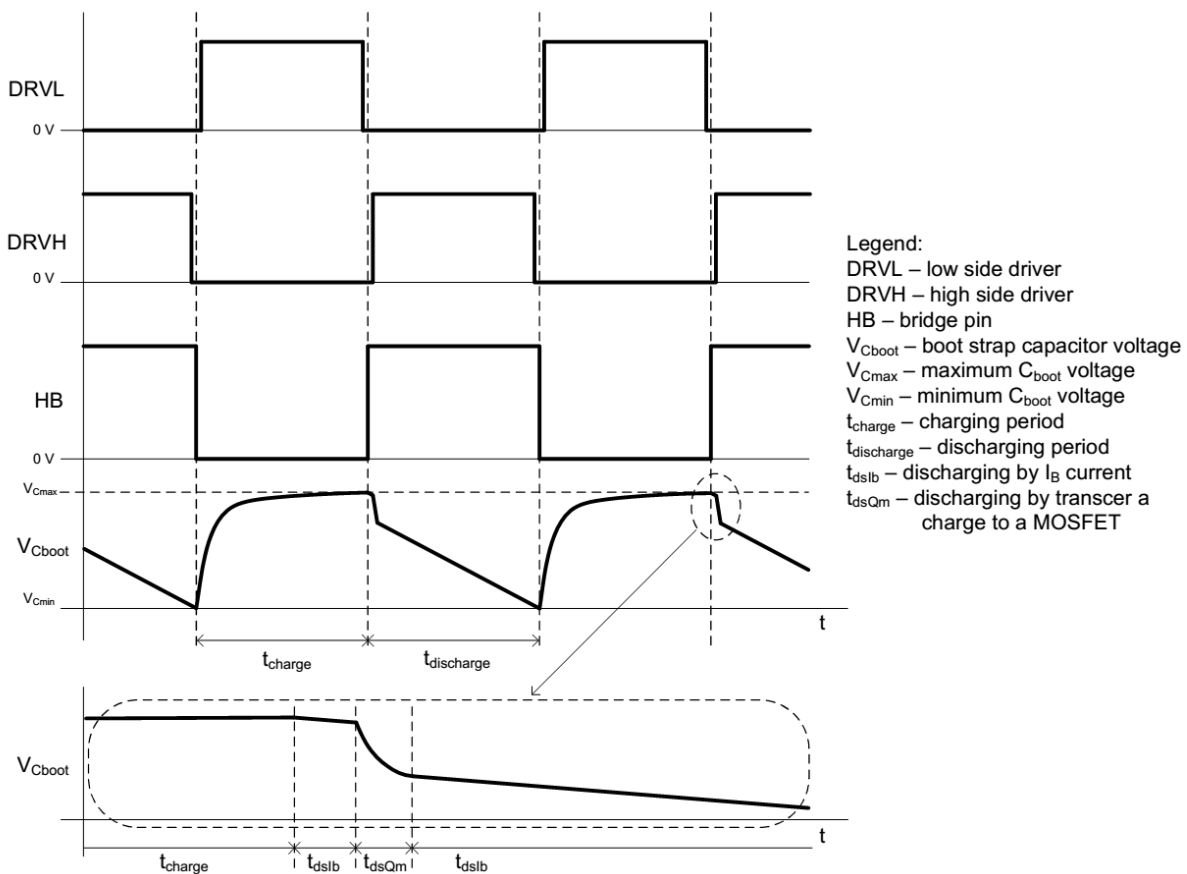 DRVL
0 V
DRVH
0 V
HB
0 V
VCmax
VCboot
VCmin
t
tcharge
tdischarge
Legend:
DRVL – low side driver
DRVH – high side driver
HB – bridge pin
VCboot – boot strap capacitor voltage
VCmax – maximum Cboot voltage
VCmin – minimum Cboot voltage
tcharge – charging period
tdischarge – discharging period
tdsIb – discharging by IB current
tdsQm – discharging by transcer a
charge to a MOSFET
VCboot
t
tcharge
tdsIb
tdsQm
tdsIb